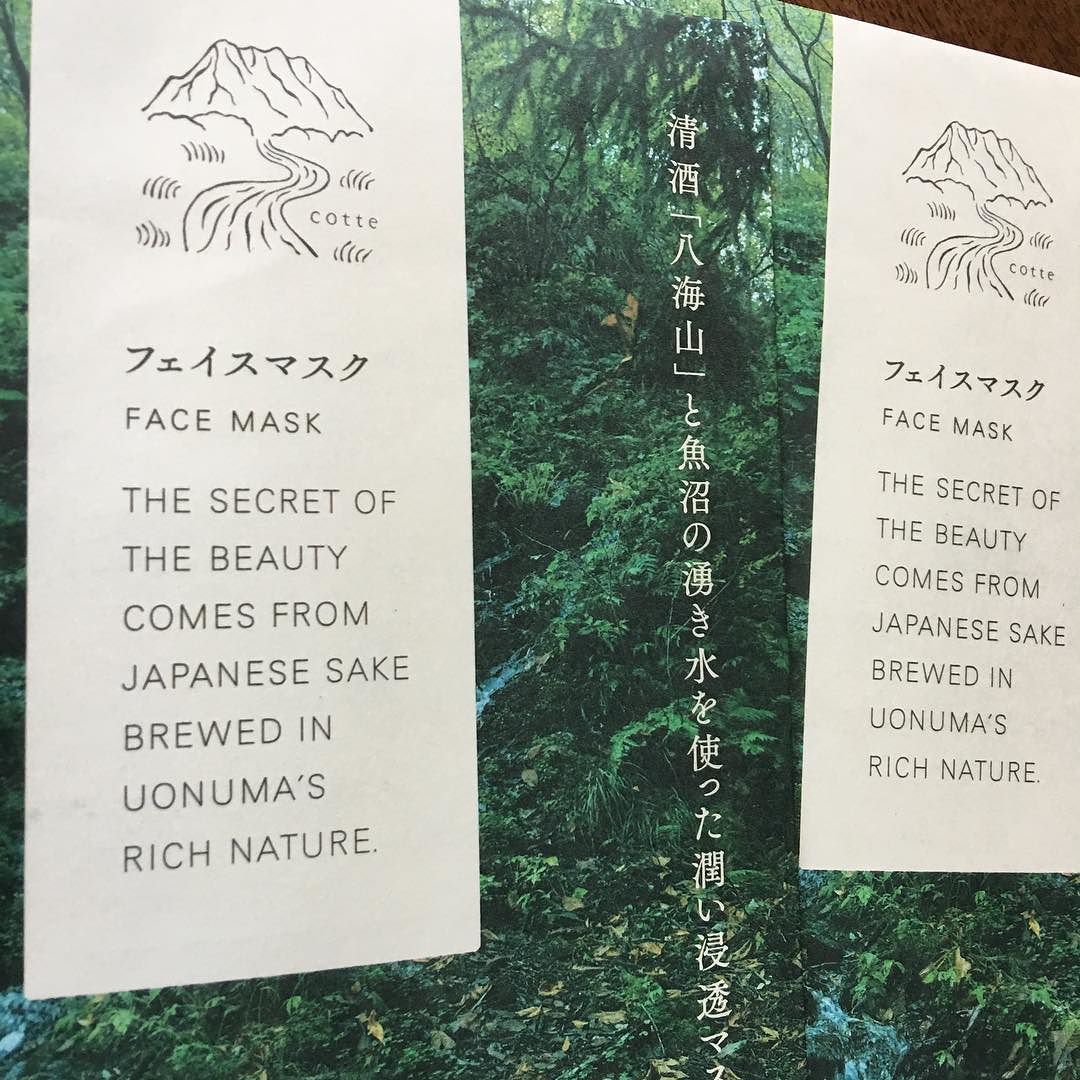 cotte
フェイスマスク
FACE MASK
THE SECRET OF
THE BEAUTY
COMES FROM
JAPANESE SAKE
BREWED IN
UONUMA'S
RICH NATURE.
清酒「八海山」と魚沼の湧き水を使った潤い浸透マス
cotte
フェイスマスク
FACE MASK
THE SECRET OF
THE BEAUTY
COMES FROM
JAPANESE SAKE
BREWED IN
UONUMA'S
RICH NATURE.